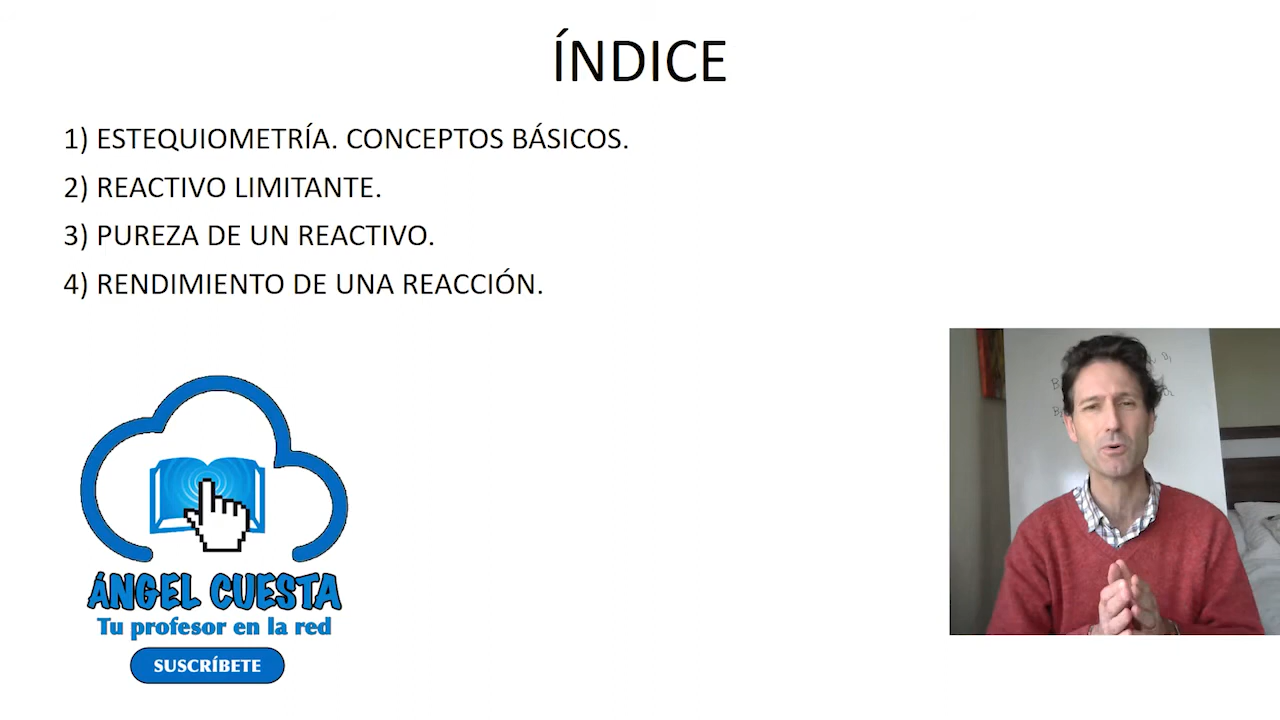 ÍNDICE
1) ESTEQUIOMETRÍA. CONCEPTOS BÁSICOS.
2) REACTIVO LIMITANTE.
3) PUREZA DE UN REACTIVO.
4) RENDIMIENTO DE UNA REACCIÓN.
ÁNGEL CUESTA
Tu profesor en la red
SUSCRÍBETE